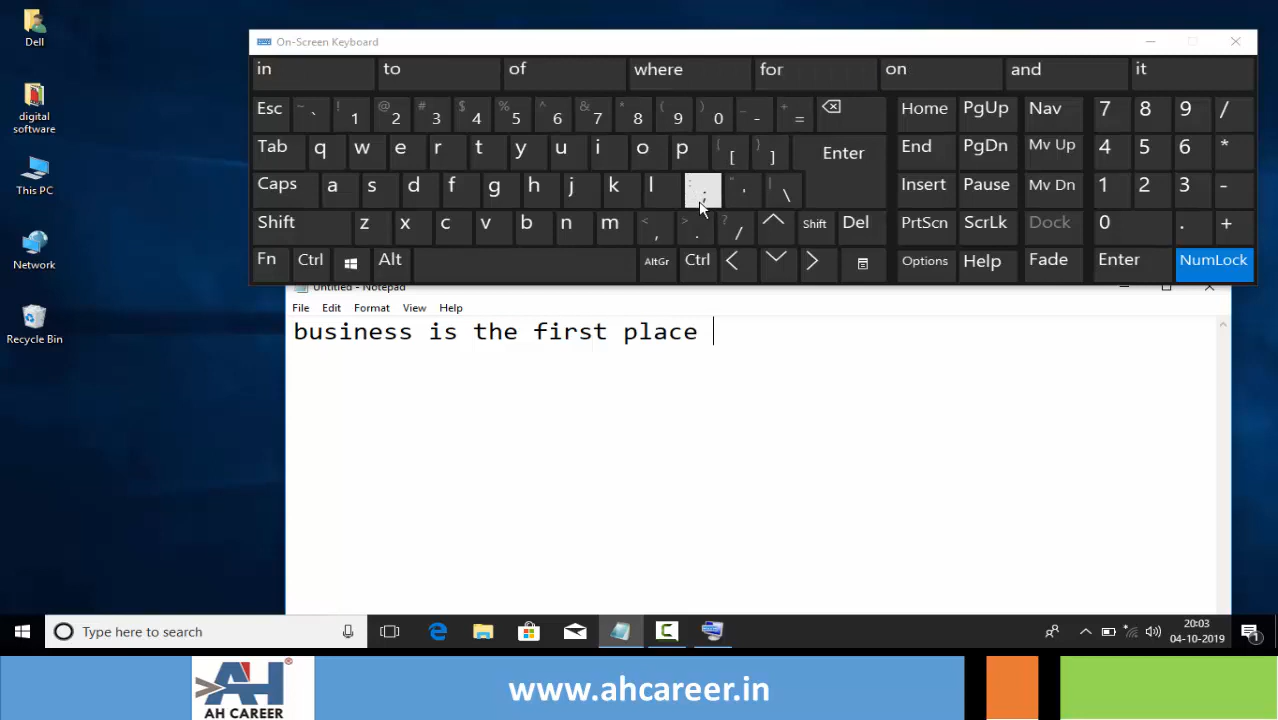 Dell
digital
software
This PC
Network
Recycle Bin
On-Screen Keyboard
in to of where for on and it
Esc ~ ` ! 1 @ 2 # 3 $ 4 % 5 ^ 6 & 7 * 8 ( 9 ) 0 _ - + = Home PgUp Nav 7 8 9 /
Tab q w e r t y u i o p { [ } ] Enter End PgDn Mv Up 4 5 6 *
Caps a s d f g h j k l : ; " ' | \ Insert Pause Mv Dn 1 2 3 -
Shift z x c v b n m < , > . ? / Shift Del PrtScn ScrLk Dock 0 . +
Fn Ctrl Alt AltGr Ctrl Options Help Fade Enter NumLock
Untitled - Notepad
File Edit Format View Help
business is the first place
Type here to search
20:03
04-10-2019
1
AH
®
AH CAREER
www.ahcareer.in